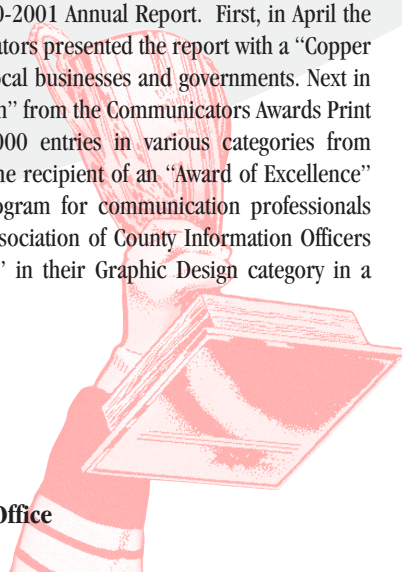 0-2001 Annual Report. First, in April the
ators presented the report with a “Copper
ocal businesses and governments. Next in
n” from the Communicators Awards Print
000 entries in various categories from
he recipient of an “Award of Excellence”
ogram for communication professionals
ssociation of County Information Officers
” in their Graphic Design category in a
Office